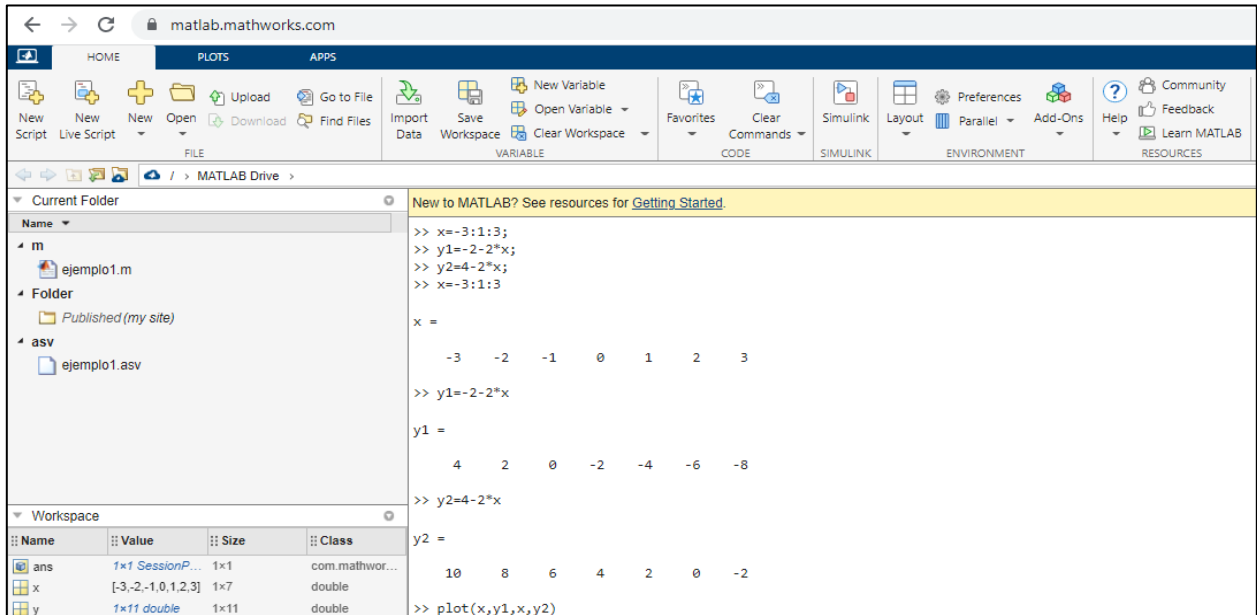 matlab.mathworks.com
HOME PLOTS APPS
New Script
New Live Script
New
Open
Upload
Download
Go to File
Find Files
FILE
Import Data
Save Workspace
New Variable
Open Variable
Clear Workspace
VARIABLE
Favorites
Clear Commands
CODE
Simulink
SIMULINK
Layout
Preferences
Parallel
Add-Ons
ENVIRONMENT
Help
Community
Feedback
Learn MATLAB
RESOURCES
/ > MATLAB Drive >
Current Folder
Name
m
ejemplo1.m
Folder
Published (my site)
asv
ejemplo1.asv
Workspace
Name Value Size Class
ans 1×1 SessionP... 1×1 com.mathwor...
x [-3,-2,-1,0,1,2,3] 1×7 double
y 1×11 double 1×11 double
New to MATLAB? See resources for Getting Started.
>> x=-3:1:3;
>> y1=-2-2*x;
>> y2=4-2*x;
>> x=-3:1:3
x =
-3 -2 -1 0 1 2 3
>> y1=-2-2*x
y1 =
4 2 0 -2 -4 -6 -8
>> y2=4-2*x
y2 =
10 8 6 4 2 0 -2
>> plot(x,y1,x,y2)